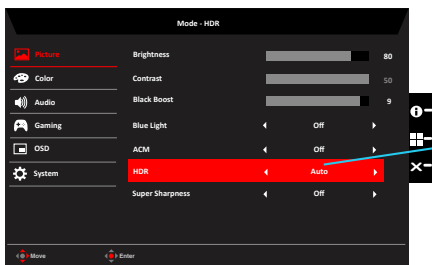 Mode - HDR
Picture
Color
Audio
Gaming
OSD
System
Brightness 80
Contrast 50
Black Boost 9
Blue Light Off
ACM Off
HDR Auto
Super Sharpness Off
Move Enter